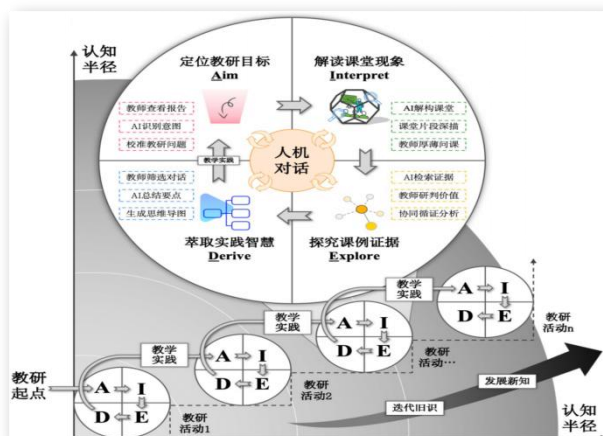 认知
半径
定位教研目标
Aim
解读课堂现象
Interpret
教师查看报告
AI识别意图
校准教研问题
AI解构课堂
课堂片段深描
教师厚薄问课
人机
对话
教学实践
教师筛选对话
AI总结要点
生成思维导图
AI检索证据
教师研判价值
协同循证分析
萃取实践智慧
Derive
探究课例证据
Explore
教学
实践
A I
D E
教研
活动n
教学
实践
A I
D E
教研
活动…
教学
实践
A I
D E
教研
活动2
教研
起点
A I
D E
教研
活动1
迭代旧识
发展新知
认知
半径